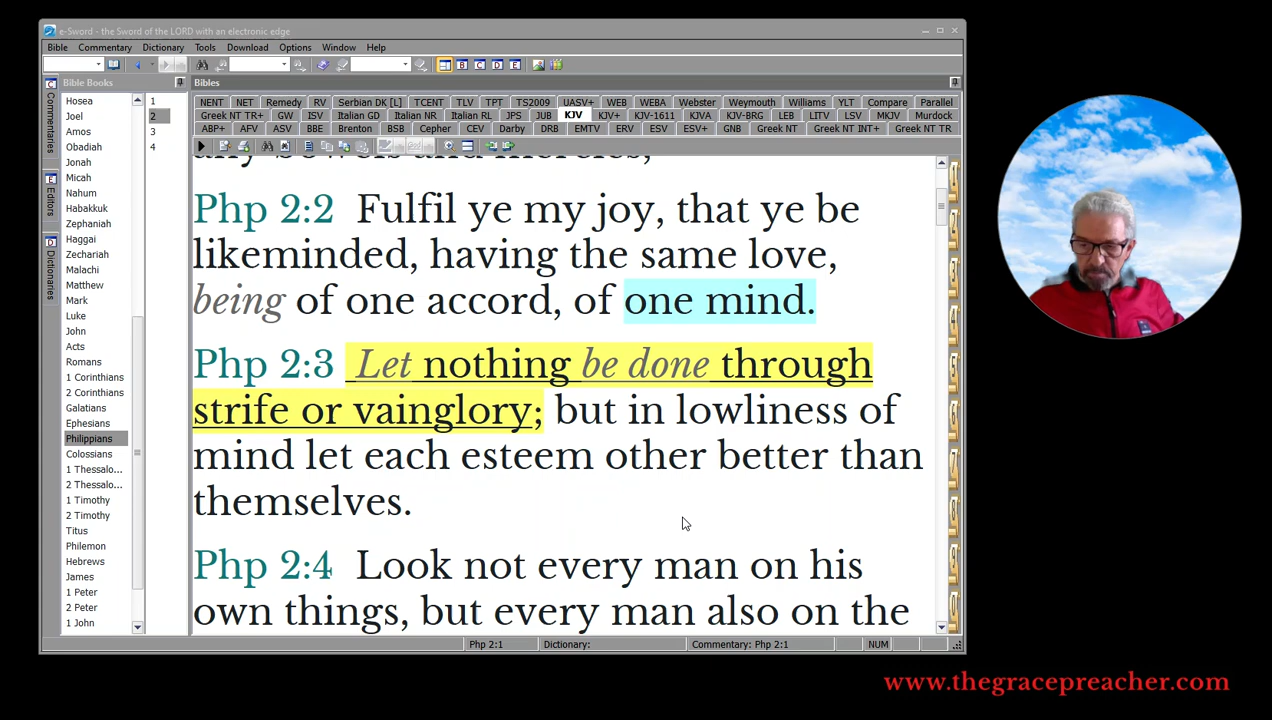 e-Sword - the Sword of the LORD with an electronic edge
Bible Commentary Dictionary Tools Download Options Window Help
Bible Books
Bibles
NENT NET Remedy RV Serbian DK [L] TCENT TLV TPT TS2009 UASV+ WEB WEBA Webster Weymouth Williams YLT Compare Parallel
Greek NT TR+ GW ISV Italian GD Italian NR Italian RL JPS JUB KJV KJV+ KJV-1611 KJVA KJV-BRG LEB LITV LSV MKJV Murdock
ABP+ AFV ASV BBE Brenton BSB Cepher CEV Darby DRB EMTV ERV ESV ESV+ GNB Greek NT Greek NT INT+ Greek NT TR
Commentaries
Editors
Dictionaries
Hosea
Joel
Amos
Obadiah
Jonah
Micah
Nahum
Habakkuk
Zephaniah
Haggai
Zechariah
Malachi
Matthew
Mark
Luke
John
Acts
Romans
1 Corinthians
2 Corinthians
Galatians
Ephesians
Philippians
Colossians
1 Thessalo...
2 Thessalo...
1 Timothy
2 Timothy
Titus
Philemon
Hebrews
James
1 Peter
2 Peter
1 John
1
2
3
4
any bowels and mercies,
Php 2:2 Fulfil ye my joy, that ye be
likeminded, having the same love,
being of one accord, of one mind.
Php 2:3 Let nothing be done through
strife or vainglory; but in lowliness of
mind let each esteem other better than
themselves.
Php 2:4 Look not every man on his
own things, but every man also on the
Php 2:1 Dictionary: Commentary: Php 2:1 NUM
www.thegracepreacher.com